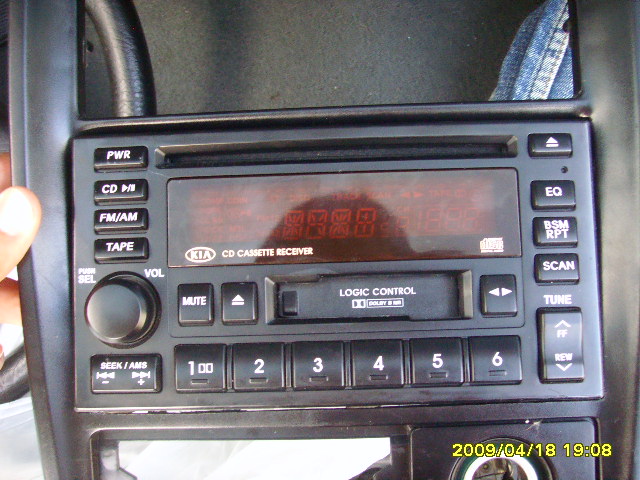 PWR
CD ▶/II
FM/AM
TAPE
EQ
BSM
RPT
SCAN
KIA CD CASSETTE RECEIVER
PUSH
SEL
VOL
MUTE
LOGIC CONTROL
DOLBY B NR
TUNE
FF
REW
SEEK / AMS
- +
1 2 3 4 5 6
2009/04/18 19:08